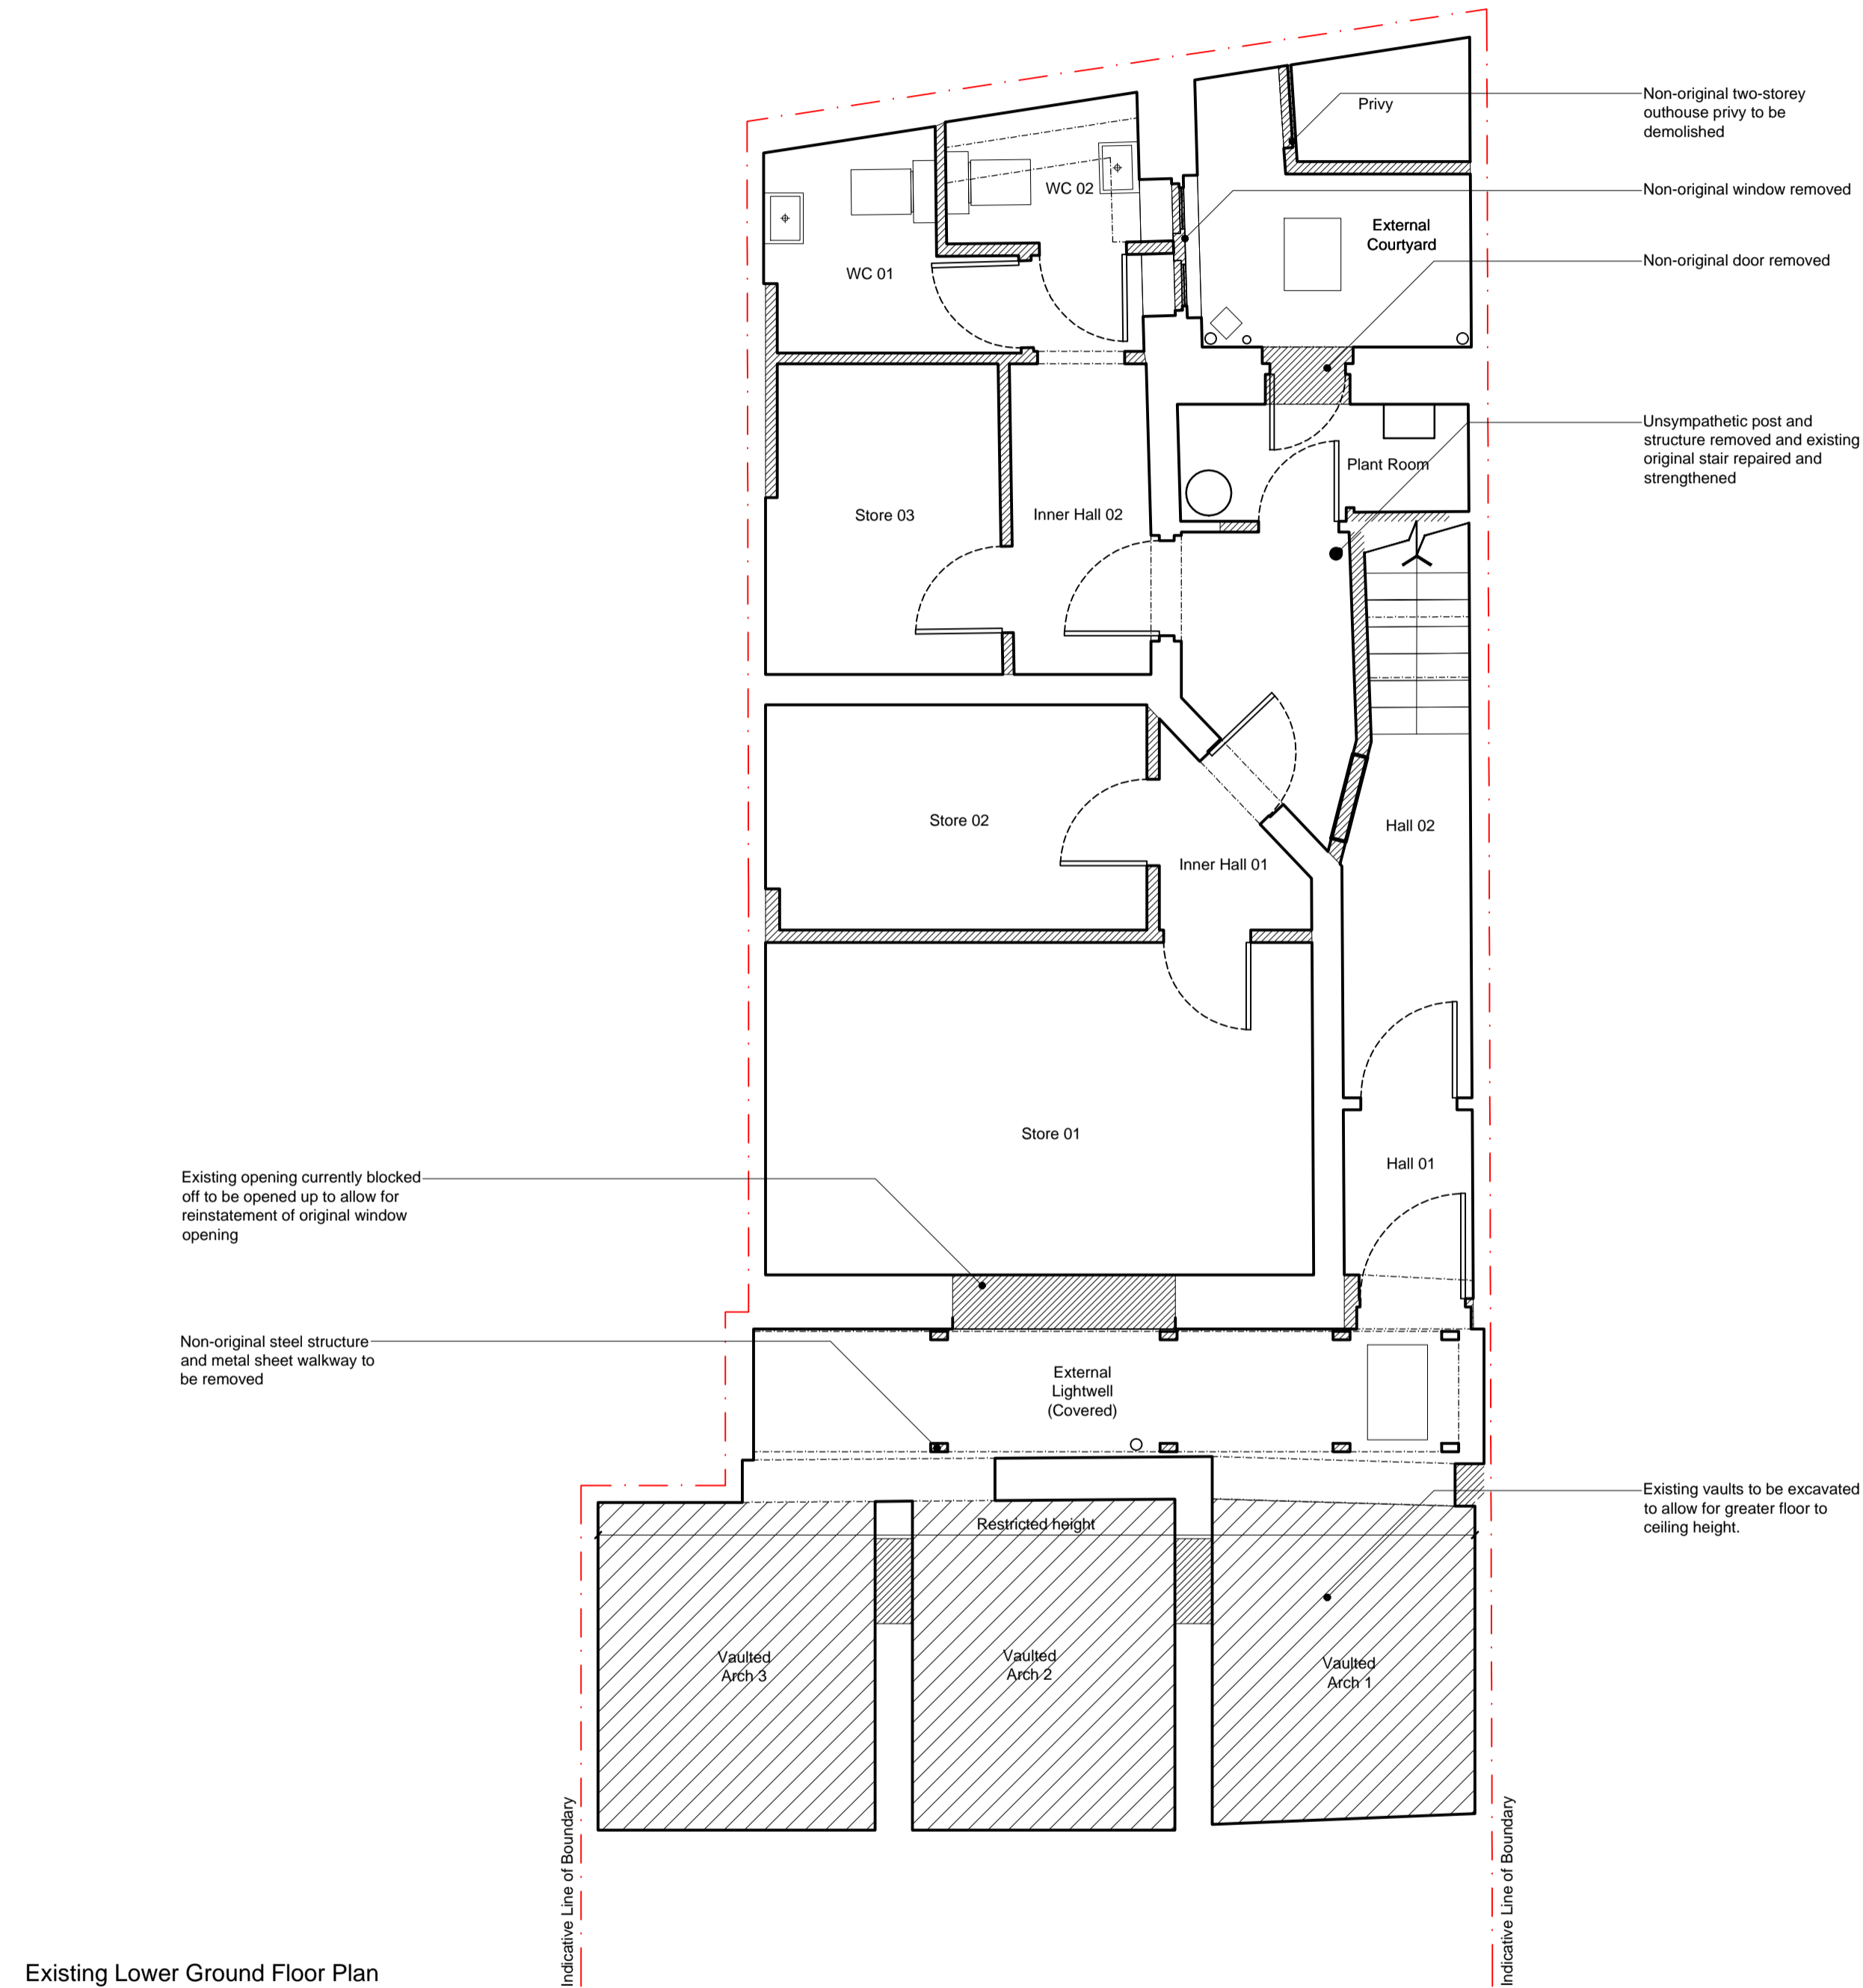 Privy
Non-original two-storey
outhouse privy to be
demolished
WC 02
Non-original window removed
External
Courtyard
Non-original door removed
WC 01
Unsympathetic post and
structure removed and existing
original stair repaired and
strengthened
Plant Room
Store 03
Inner Hall 02
Store 02
Hall 02
Inner Hall 01
Store 01
Hall 01
Existing opening currently blocked
off to be opened up to allow for
reinstatement of original window
opening
Non-original steel structure
and metal sheet walkway to
be removed
External
Lightwell
(Covered)
Existing vaults to be excavated
to allow for greater floor to
ceiling height.
Restricted height
Vaulted
Arch 3
Vaulted
Arch 2
Vaulted
Arch 1
Indicative Line of Boundary
Indicative Line of Boundary
Existing Lower Ground Floor Plan